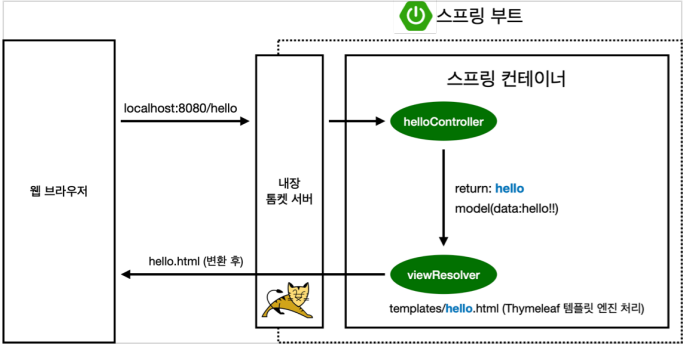 스프링 부트
스프링 컨테이너
localhost:8080/hello
helloController
웹 브라우저
내장
톰켓 서버
return: hello
model(data:hello!!)
hello.html (변환 후)
viewResolver
templates/hello.html (Thymeleaf 템플릿 엔진 처리)